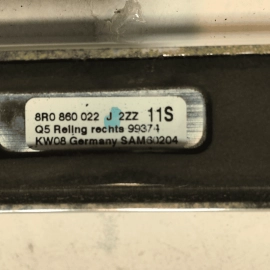 8R0 860 022 J 2ZZ 11S
Q5 Reling rechts 99374
KW08 Germany SAM60204